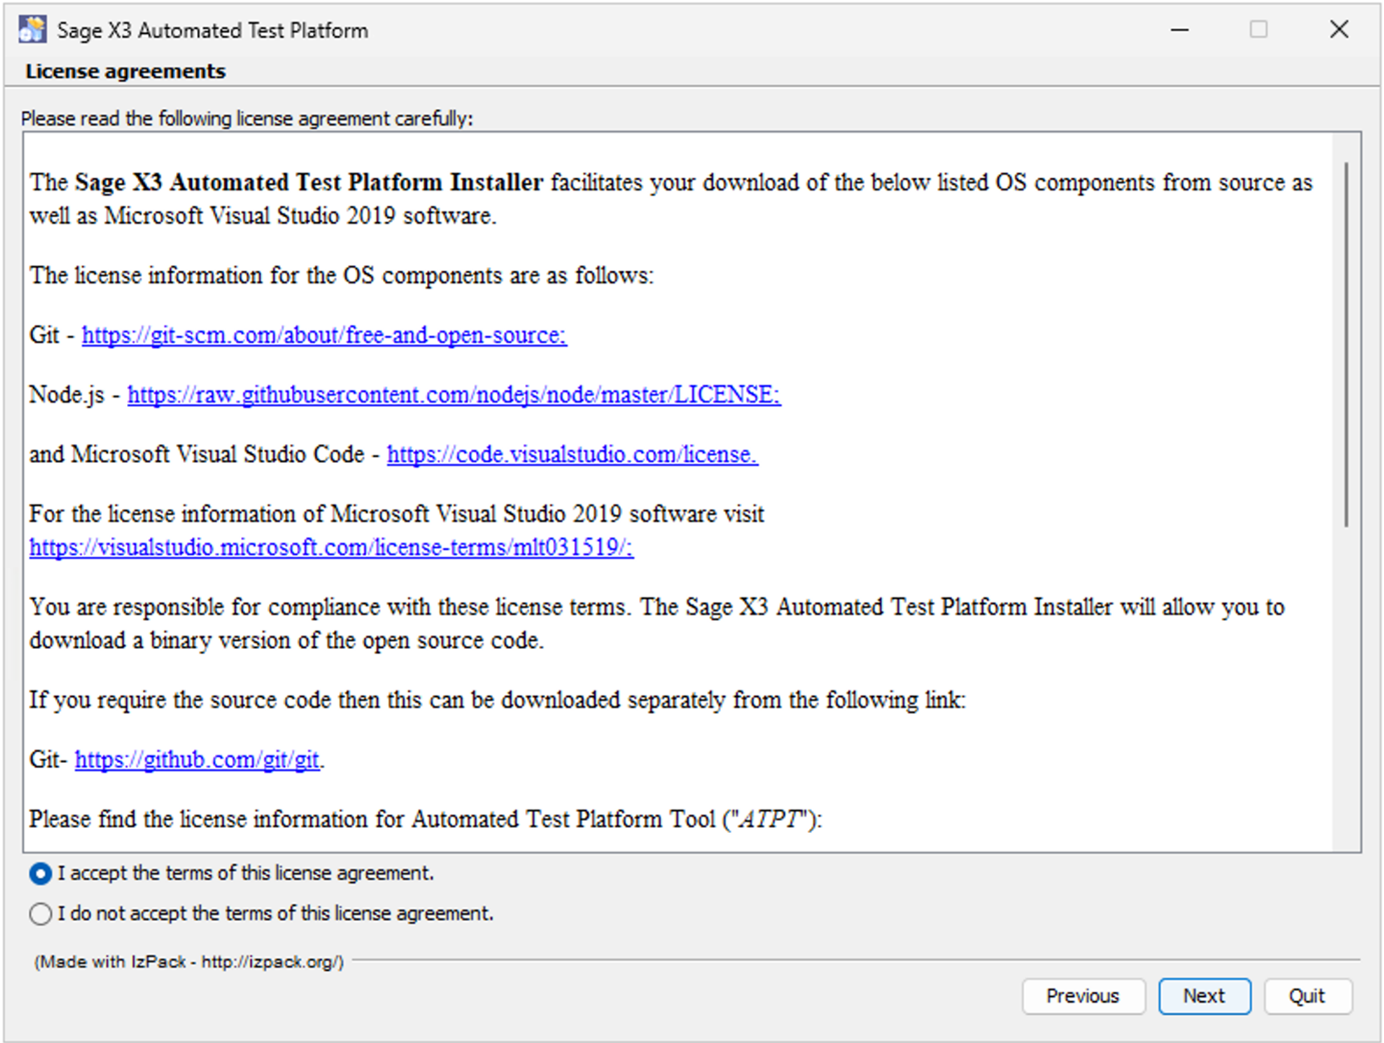 Sage X3 Automated Test Platform
License agreements
Please read the following license agreement carefully:
The Sage X3 Automated Test Platform Installer facilitates your download of the below listed OS components from source as
well as Microsoft Visual Studio 2019 software.
The license information for the OS components are as follows:
Git - https://git-scm.com/about/free-and-open-source;
Node.js - https://raw.githubusercontent.com/nodejs/node/master/LICENSE;
and Microsoft Visual Studio Code - https://code.visualstudio.com/license.
For the license information of Microsoft Visual Studio 2019 software visit
https://visualstudio.microsoft.com/license-terms/mlt031519/;
You are responsible for compliance with these license terms. The Sage X3 Automated Test Platform Installer will allow you to
download a binary version of the open source code.
If you require the source code then this can be downloaded separately from the following link:
Git- https://github.com/git/git.
Please find the license information for Automated Test Platform Tool ("ATPT"):
I accept the terms of this license agreement.
I do not accept the terms of this license agreement.
(Made with IzPack - http://izpack.org/)
Previous Next Quit